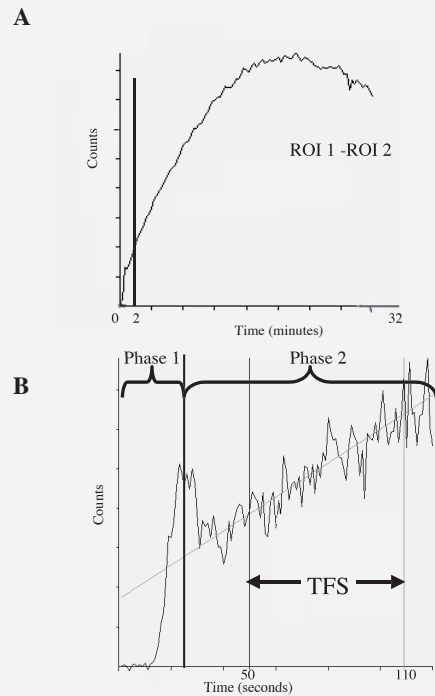 A
Counts
ROI 1 -ROI 2
0 2 32
Time (minutes)
Phase 1 Phase 2
B
Counts
TFS
50 110
Time (seconds)